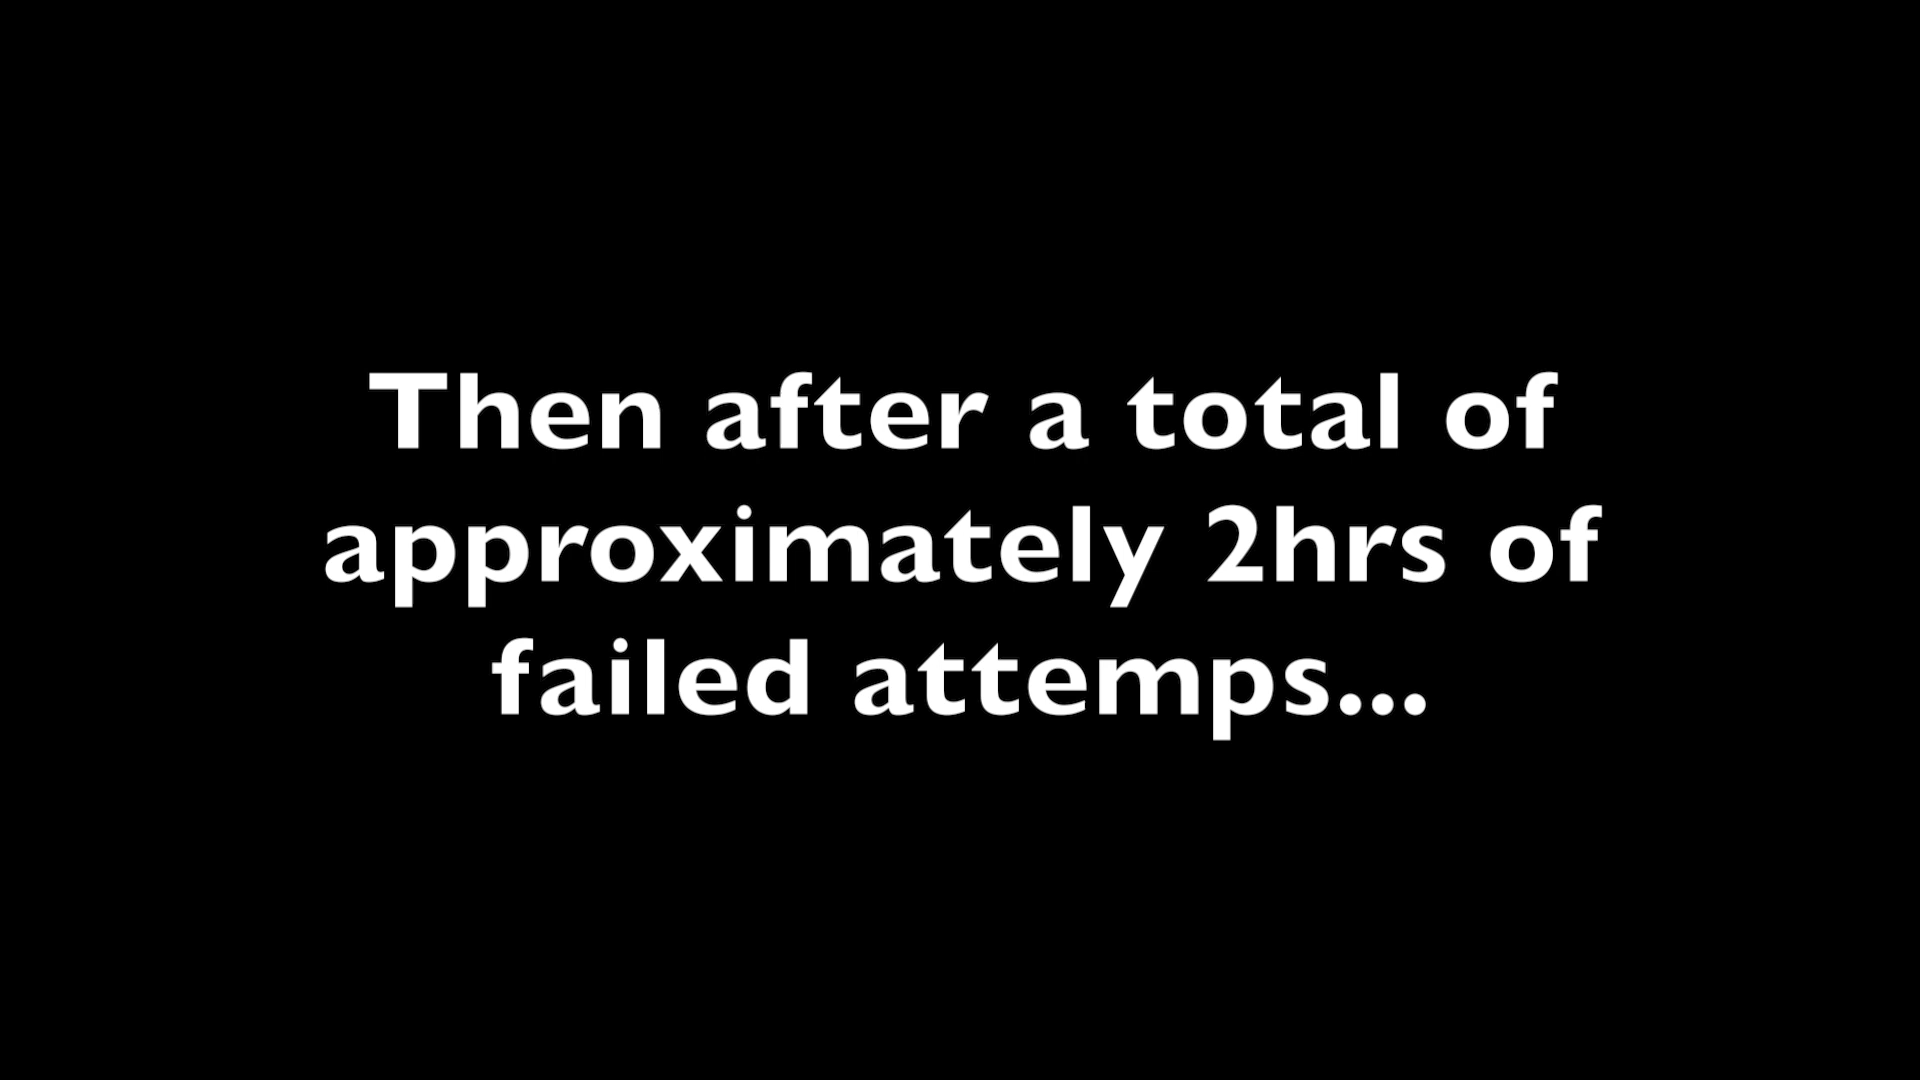 Then after a total of
approximately 2hrs of
failed attemps...